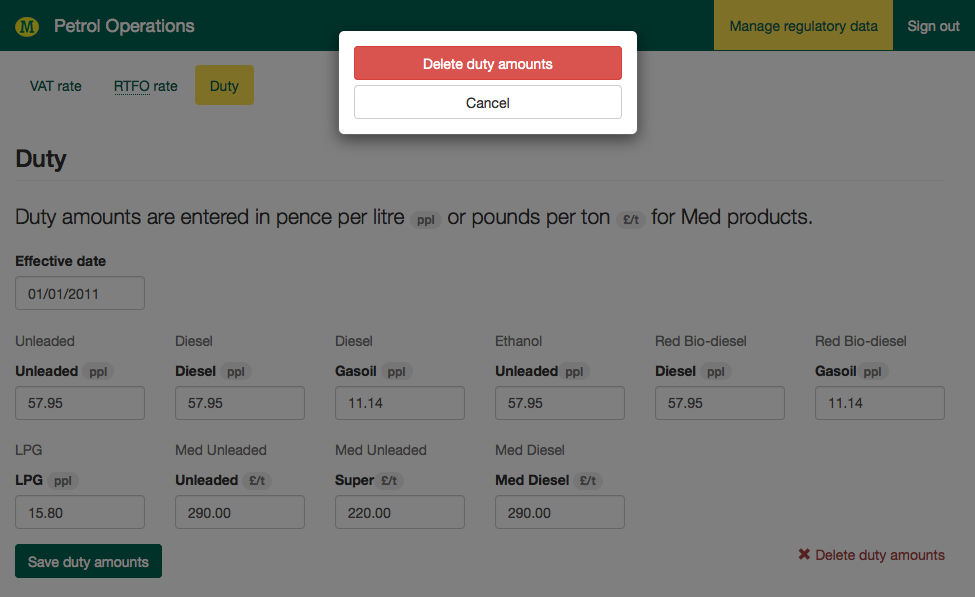 M Petrol Operations Manage regulatory data Sign out
Delete duty amounts
Cancel
VAT rate RTFO rate Duty
Duty
Duty amounts are entered in pence per litre ppl or pounds per ton £/t for Med products.
Effective date
01/01/2011
Unleaded Diesel Diesel Ethanol Red Bio-diesel Red Bio-diesel
Unleaded ppl Diesel ppl Gasoil ppl Unleaded ppl Diesel ppl Gasoil ppl
57.95 57.95 11.14 57.95 57.95 11.14
LPG Med Unleaded Med Unleaded Med Diesel
LPG ppl Unleaded £/t Super £/t Med Diesel £/t
15.80 290.00 220.00 290.00
Save duty amounts ✖ Delete duty amounts